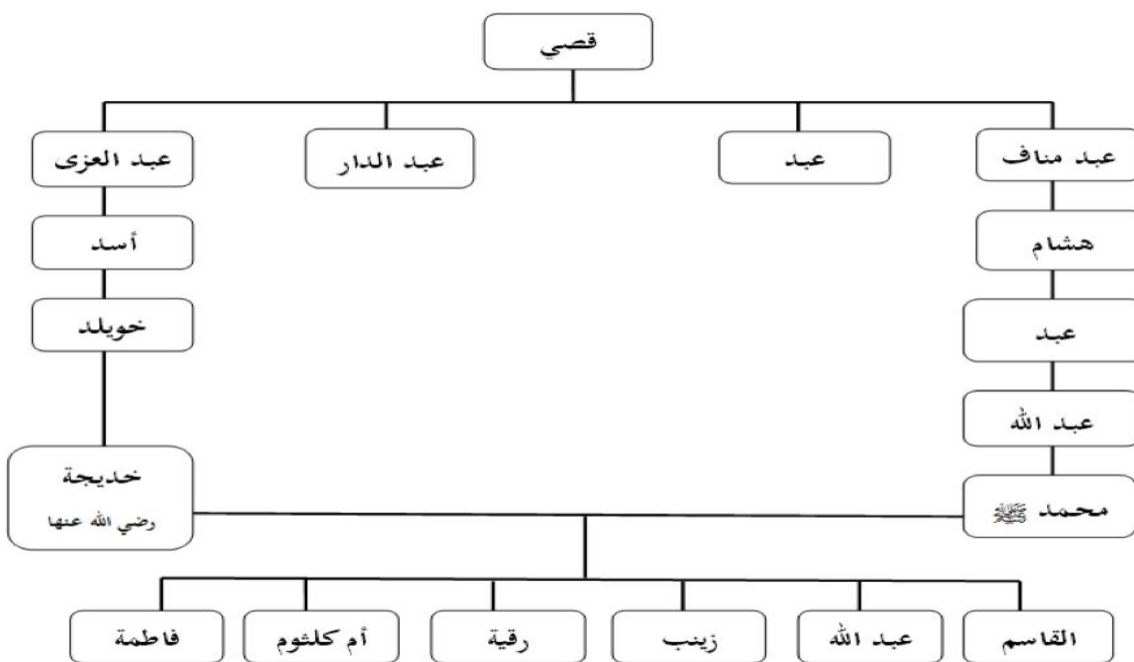 قصي
عبد مناف
عبد
عبد الدار
عبد العزى
هشام
أسد
عبد
خويلد
عبد الله
محمد ﷺ
خديجة
رضي الله عنها
القاسم
عبد الله
زينب
رقية
أم كلثوم
فاطمة